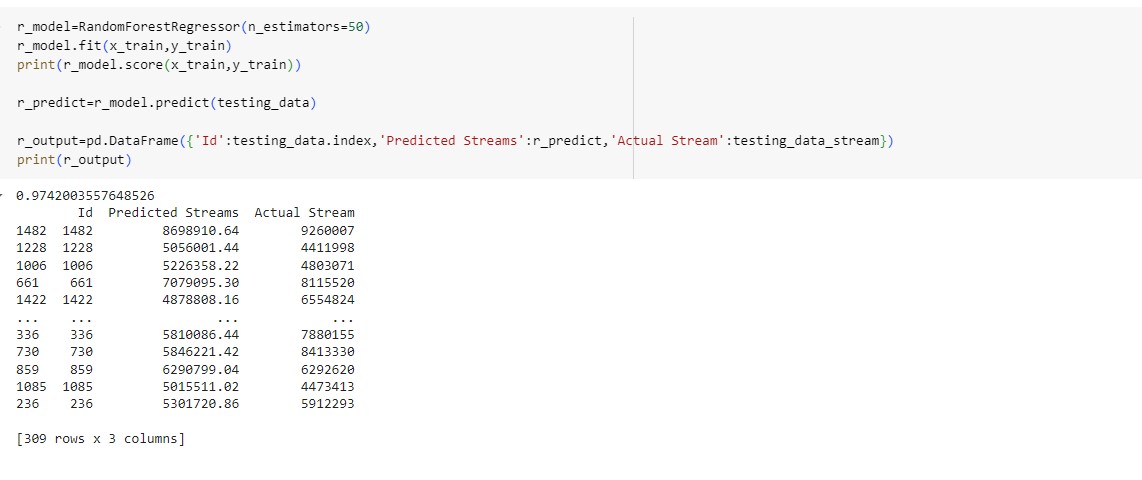 r_model=RandomForestRegressor(n_estimators=50)
r_model.fit(x_train,y_train)
print(r_model.score(x_train,y_train))
r_predict=r_model.predict(testing_data)
r_output=pd.DataFrame({'Id':testing_data.index,'Predicted Streams':r_predict,'Actual Stream':testing_data_stream})
print(r_output)
0.9742003557648526
Id Predicted Streams Actual Stream
1482 1482 8698910.64 9260007
1228 1228 5056001.44 4411998
1006 1006 5226358.22 4803071
661 661 7079095.30 8115520
1422 1422 4878808.16 6554824
... ... ... ...
336 336 5810086.44 7880155
730 730 5846221.42 8413330
859 859 6290799.04 6292620
1085 1085 5015511.02 4473413
236 236 5301720.86 5912293
[309 rows x 3 columns]